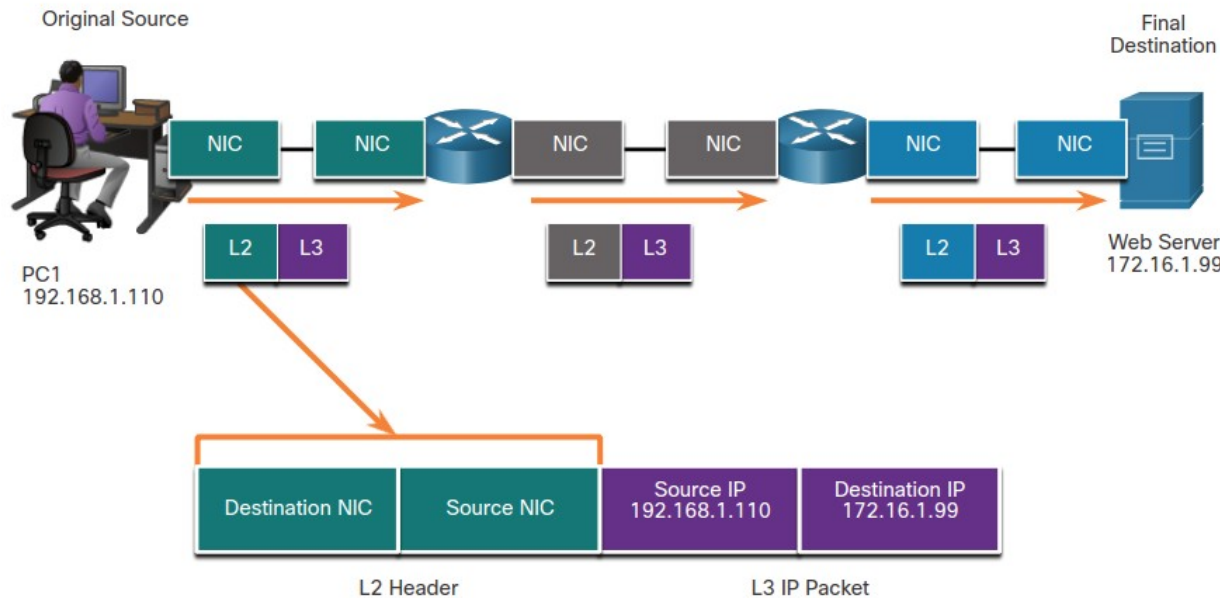 Original Source
Final
Destination
NIC
NIC
NIC
NIC
NIC
NIC
L2
L3
L2
L3
L2
L3
PC1
192.168.1.110
Web Server
172.16.1.99
Destination NIC
Source NIC
Source IP
192.168.1.110
Destination IP
172.16.1.99
L2 Header
L3 IP Packet